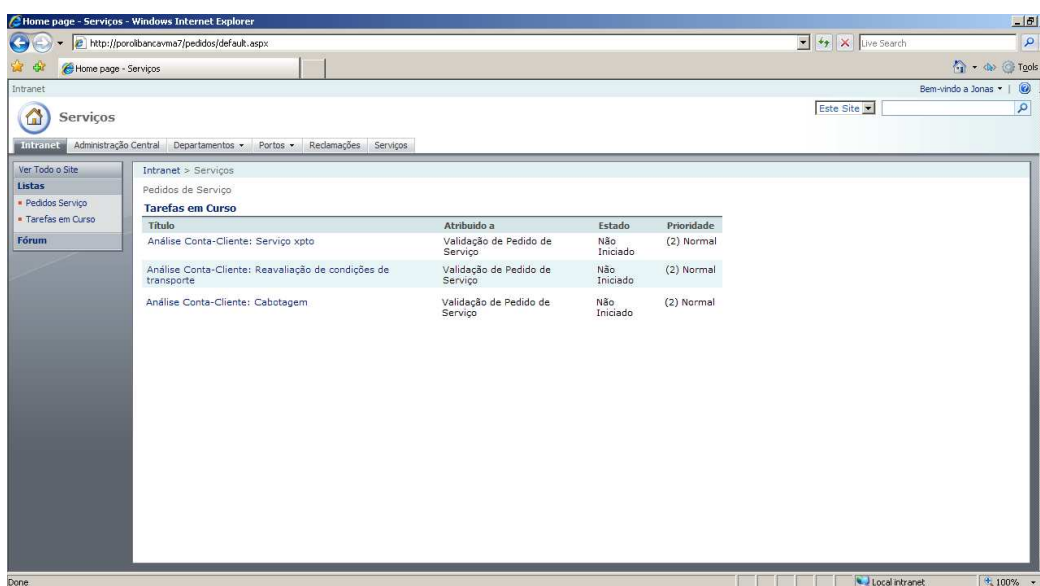 Home page - Serviços - Windows Internet Explorer
http://porolibancavma7/pedidos/default.aspx
Live Search
Home page - Serviços
Tools
Intranet
Bem-vindo a Jonas
Serviços
Este Site
Intranet Administração Central Departamentos Portos Reclamações Serviços
Ver Todo o Site
Listas
Pedidos Serviço
Tarefas em Curso
Fórum
Intranet > Serviços
Pedidos de Serviço
Tarefas em Curso
Título Atribuido a Estado Prioridade
Análise Conta-Cliente: Serviço xpto Validação de Pedido de Não (2) Normal
Serviço Iniciado
Análise Conta-Cliente: Reavaliação de condições de Validação de Pedido de Não (2) Normal
transporte Serviço Iniciado
Análise Conta-Cliente: Cabotagem Validação de Pedido de Não (2) Normal
Serviço Iniciado
Done
Local intranet
100%